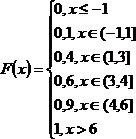 F(x)=
0, x ≤ −1
0,1, x∈(−1,1]
0,4, x∈(1,3]
0,6, x∈(3,4]
0,9, x∈(4,6]
1, x > 6